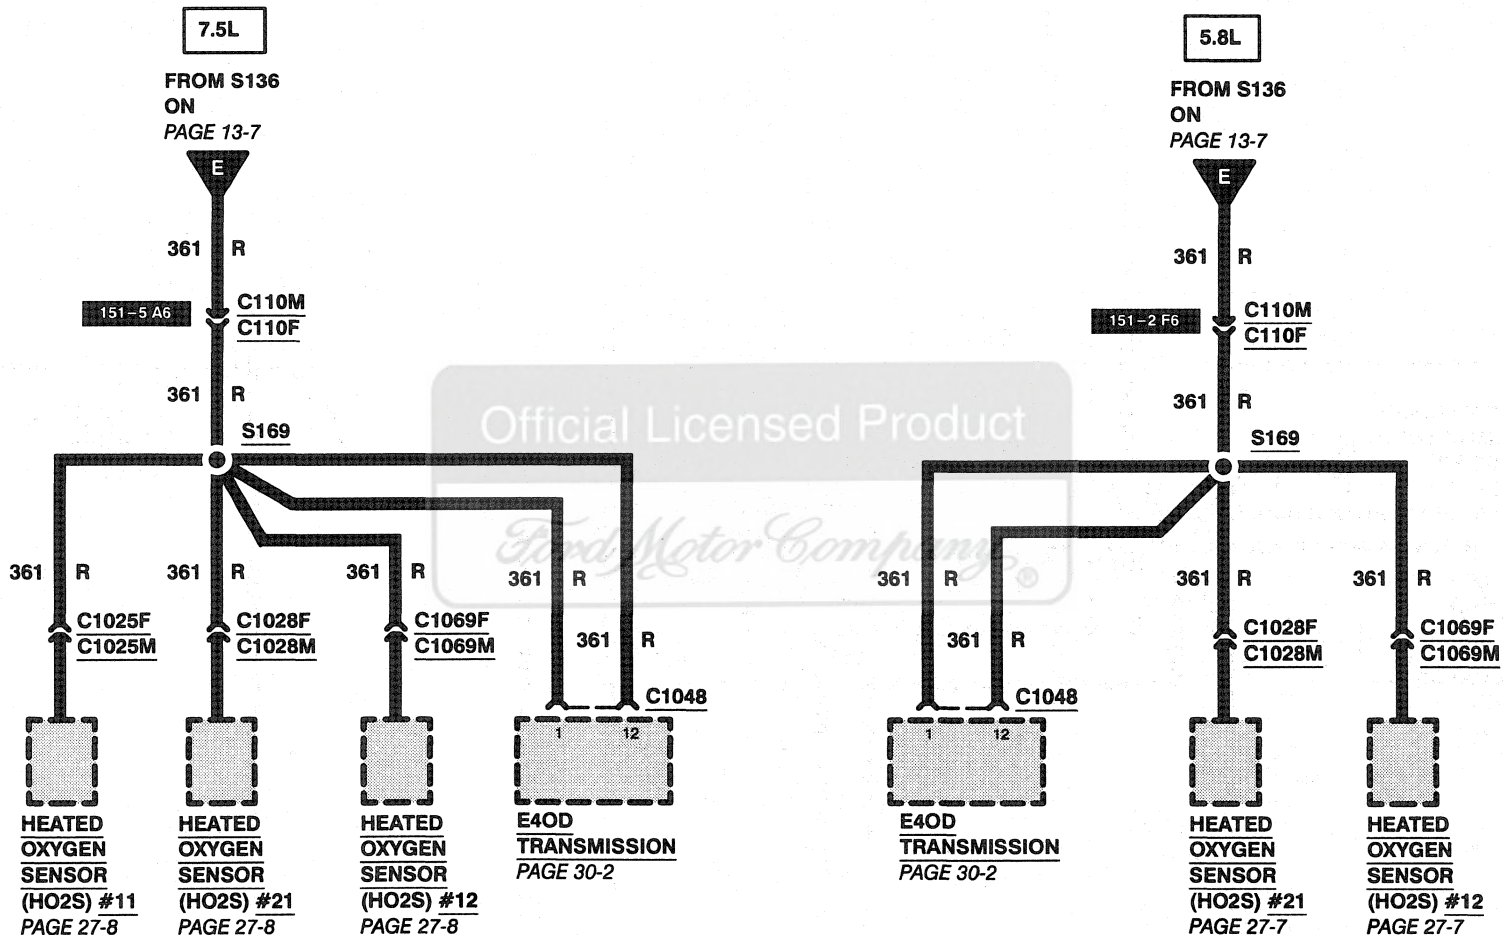 7.5L
FROM S136
ON
PAGE 13-7
E
361 R
151-5 A6
C110M
C110F
361 R
S169
361 R
361 R
361 R
361 R
361 R
C1025F
C1025M
C1028F
C1028M
C1069F
C1069M
C1048
1 12
HEATED
OXYGEN
SENSOR
(HO2S) #11
PAGE 27-8
HEATED
OXYGEN
SENSOR
(HO2S) #21
PAGE 27-8
HEATED
OXYGEN
SENSOR
(HO2S) #12
PAGE 27-8
E4OD
TRANSMISSION
PAGE 30-2
Official Licensed Product
Ford Motor Company
®
5.8L
FROM S136
ON
PAGE 13-7
E
361 R
151-2 F6
C110M
C110F
361 R
S169
361 R
361 R
361 R
361 R
C1048
C1028F
C1028M
C1069F
C1069M
1 12
E4OD
TRANSMISSION
PAGE 30-2
HEATED
OXYGEN
SENSOR
(HO2S) #21
PAGE 27-7
HEATED
OXYGEN
SENSOR
(HO2S) #12
PAGE 27-7